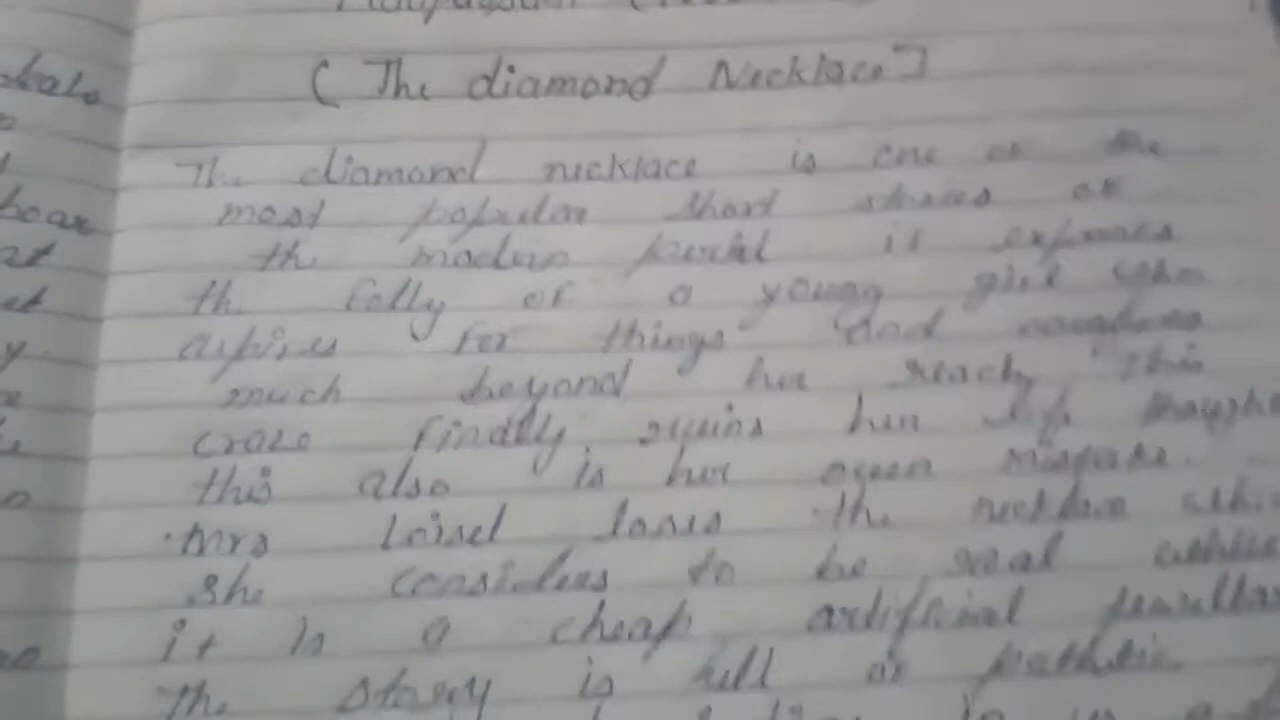 ( The diamond Necklace")
The diamond necklace is one of the
most popular short stories of
the modern period it exposes
the folly of a young girl who
aspires for things and
much beyond her reach This
craze finally ruins her life though
this also is her own mistake.
Mrs Loisel loses the necklace
she considers to be real
it is a cheap artificial
The story is full of pathetic